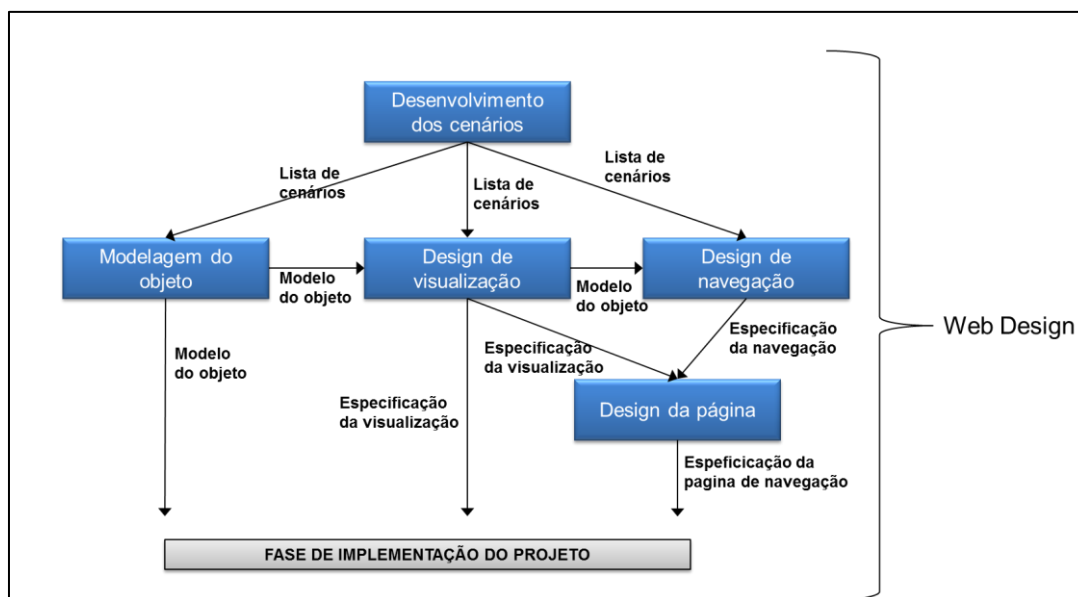 Desenvolvimento
dos cenários
Lista de
cenários
Lista de
cenários
Lista de
cenários
Modelagem do
objeto
Modelo
do objeto
Design de
visualização
Modelo
do objeto
Design de
navegação
Modelo
do objeto
Especificação
da visualização
Especificação
da navegação
Web Design
Especificação
da visualização
Design da página
Espeficicação da
pagina de navegação
FASE DE IMPLEMENTAÇÃO DO PROJETO